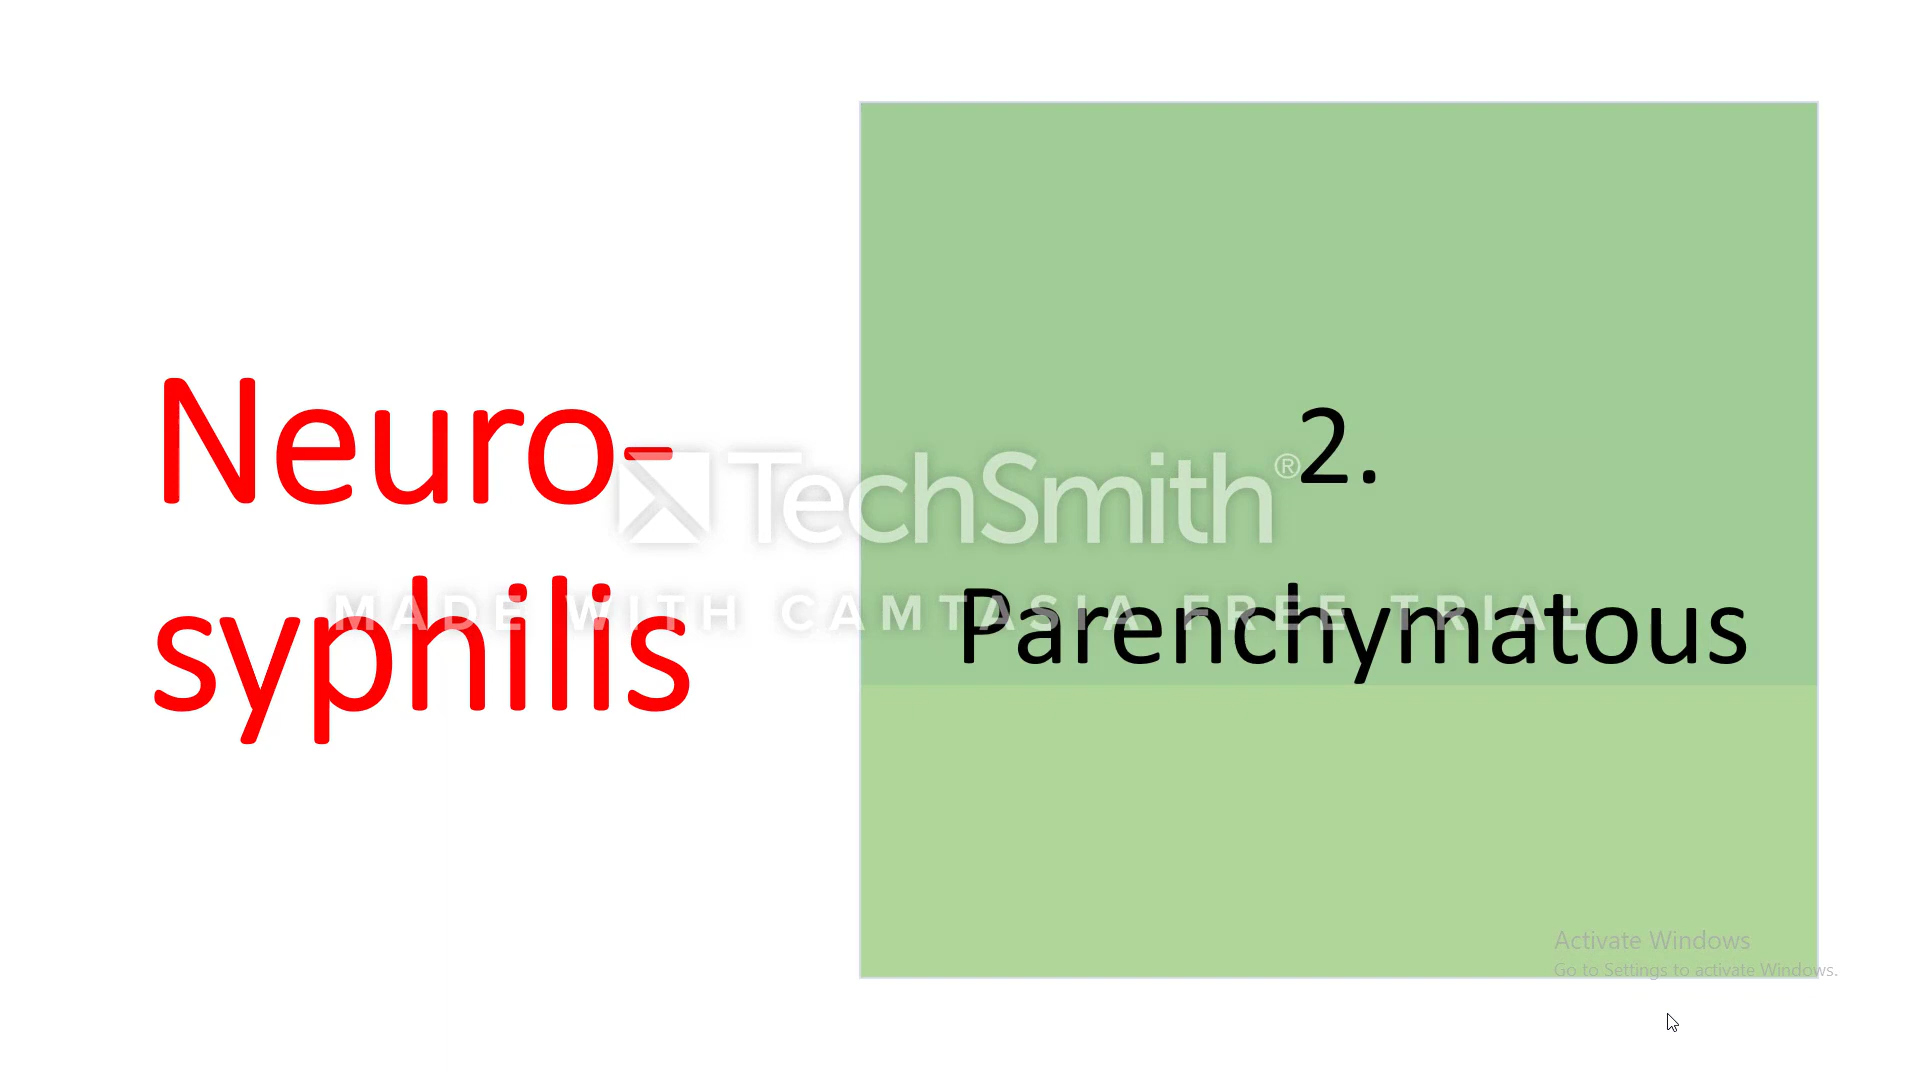 Neuro-
syphilis
2.
Parenchymatous
TechSmith®
MADE WITH CAMTASIA FREE TRIAL
Activate Windows
Go to Settings to activate Windows.